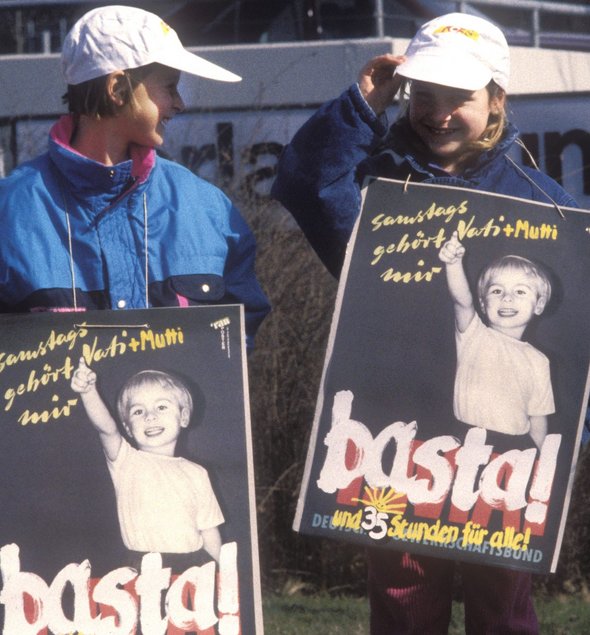 samstags
gehört Vati + Mutti
mir
basta!
samstags
gehört Vati + Mutti
mir
basta!
und 35 Stunden für alle!